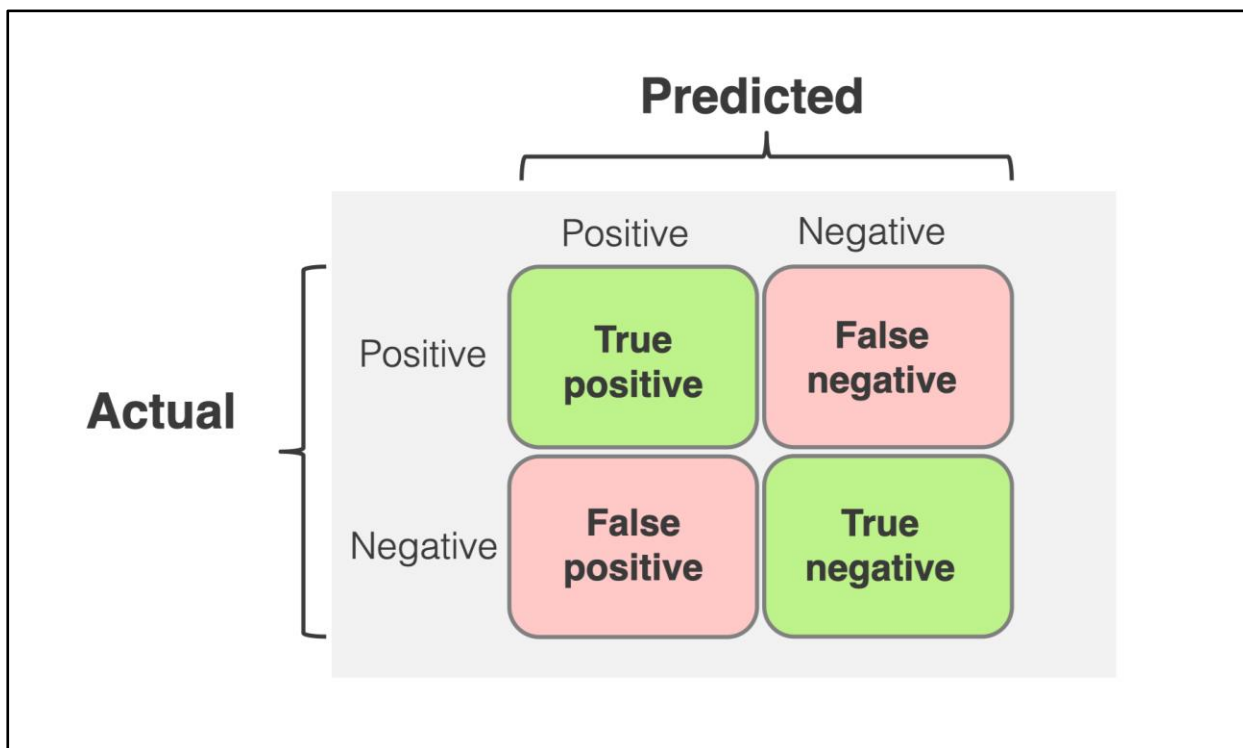 Predicted
Positive Negative
Positive
True
positive
False
negative
Actual
Negative
False
positive
True
negative